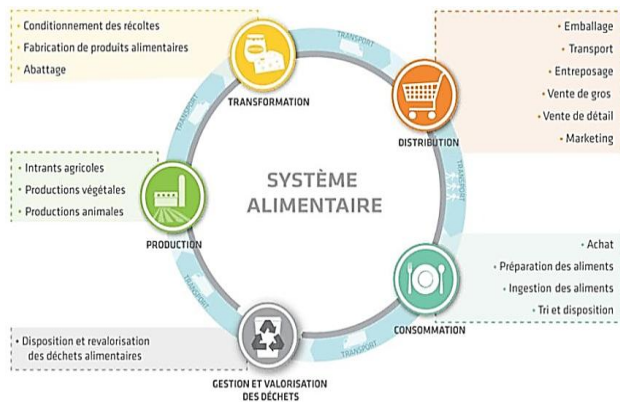 • Conditionnement des récoltes
• Fabrication de produits alimentaires
• Abattage
TRANSPORT
TRANSFORMATION
• Emballage
• Transport
• Entreposage
• Vente de gros
• Vente de détail
• Marketing
DISTRIBUTION
TRANSPORT
• Intrants agricoles
• Productions végétales
• Productions animales
PRODUCTION
TRANSPORT
SYSTÈME
ALIMENTAIRE
• Achat
• Préparation des aliments
• Ingestion des aliments
• Tri et disposition
CONSOMMATION
TRANSPORT
• Disposition et revalorisation
des déchets alimentaires
GESTION ET VALORISATION
DES DÉCHETS
TRANSPORT